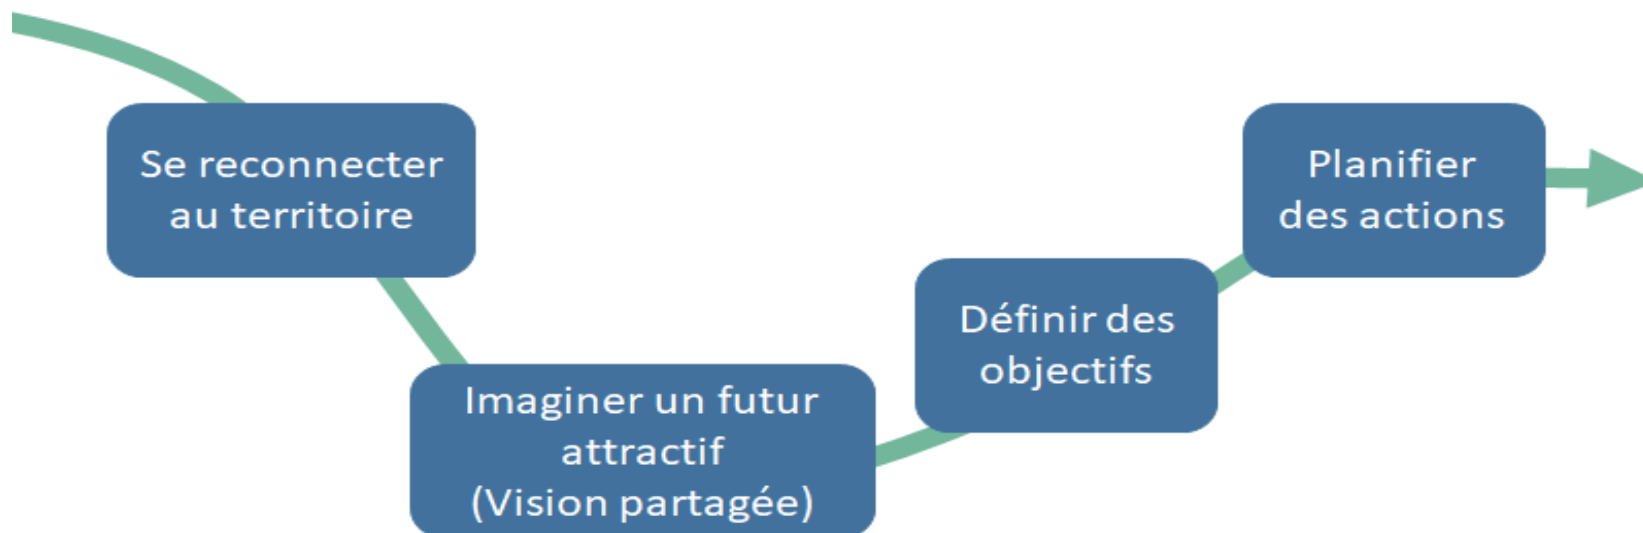 Se reconnecter
au territoire
Imaginer un futur
attractif
(Vision partagée)
Définir des
objectifs
Planifier
des actions